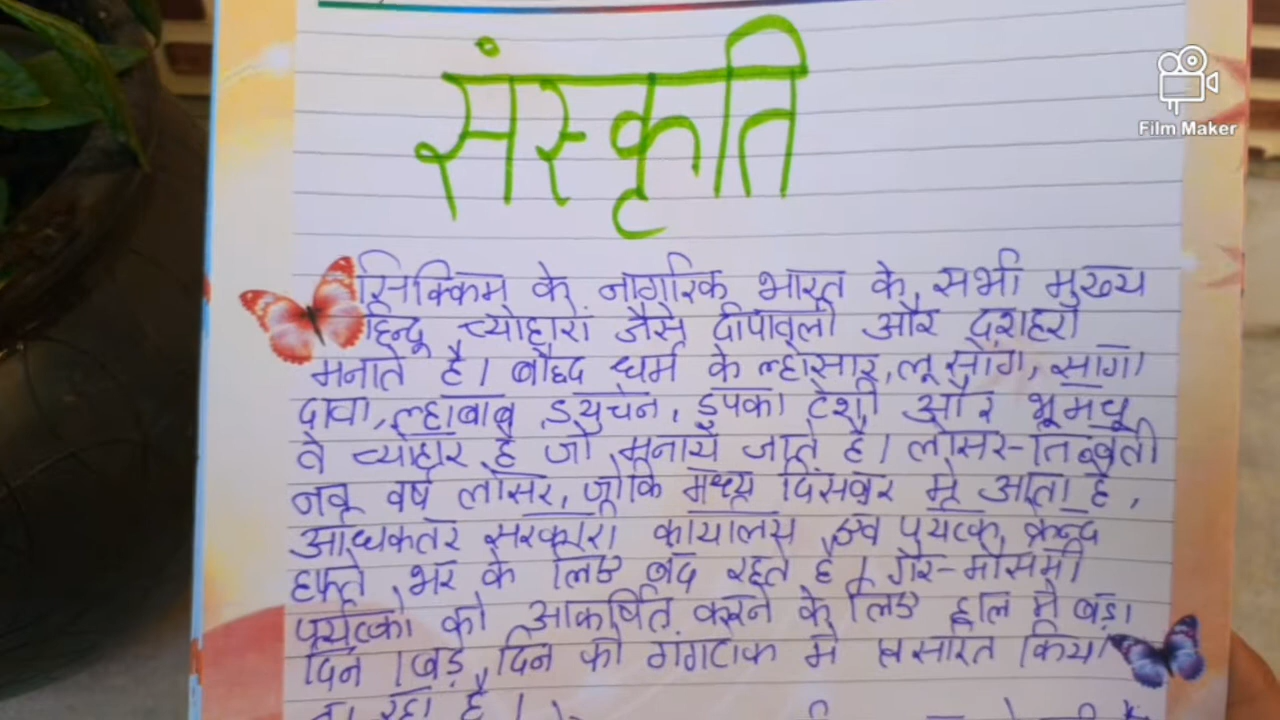 संस्कृति
Film Maker
सिक्किम के नागरिक भारत के सभी मुख्य
हिन्दू त्योहारों जैसे दीपावली और दशहरा
मनाते है। बौद्द धर्म के ल्होसार, लू सोंग, सागा
दावा, ल्हाबाब ड्युचेन, ड्रुपका टेशी और भूमचू
वे त्योहार है जो मनाये जाते है। लोसर-तिब्बती
नव वर्ष लोसर, जोकि मध्य दिसंबर मे आता है,
अधिकतर सरकारी कार्यालय एवं पर्यटक केन्द्र
हफ्ते भर के लिए बंद रहते है। गैर-मौसमी
पर्यटको को आकर्षित करने के लिए हाल मे बड़ा
दिन बड़े दिन को गंगटोक मे प्रसारित किया
जा रहा है।